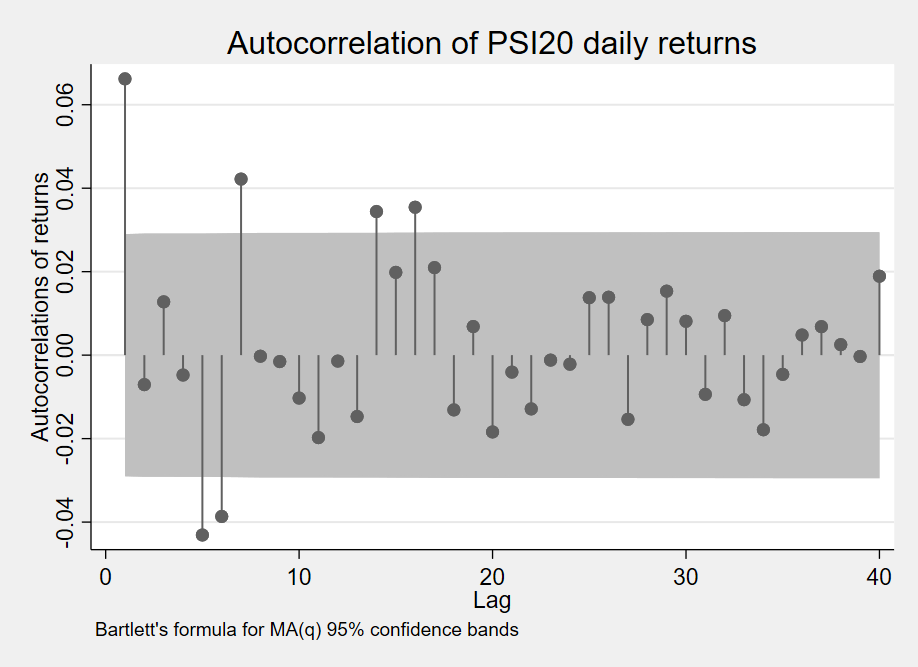 Autocorrelation of PSI20 daily returns
Autocorrelations of returns
0.06
0.04
0.02
0.00
-0.02
-0.04
0 10 20 30 40
Lag
Bartlett's formula for MA(q) 95% confidence bands